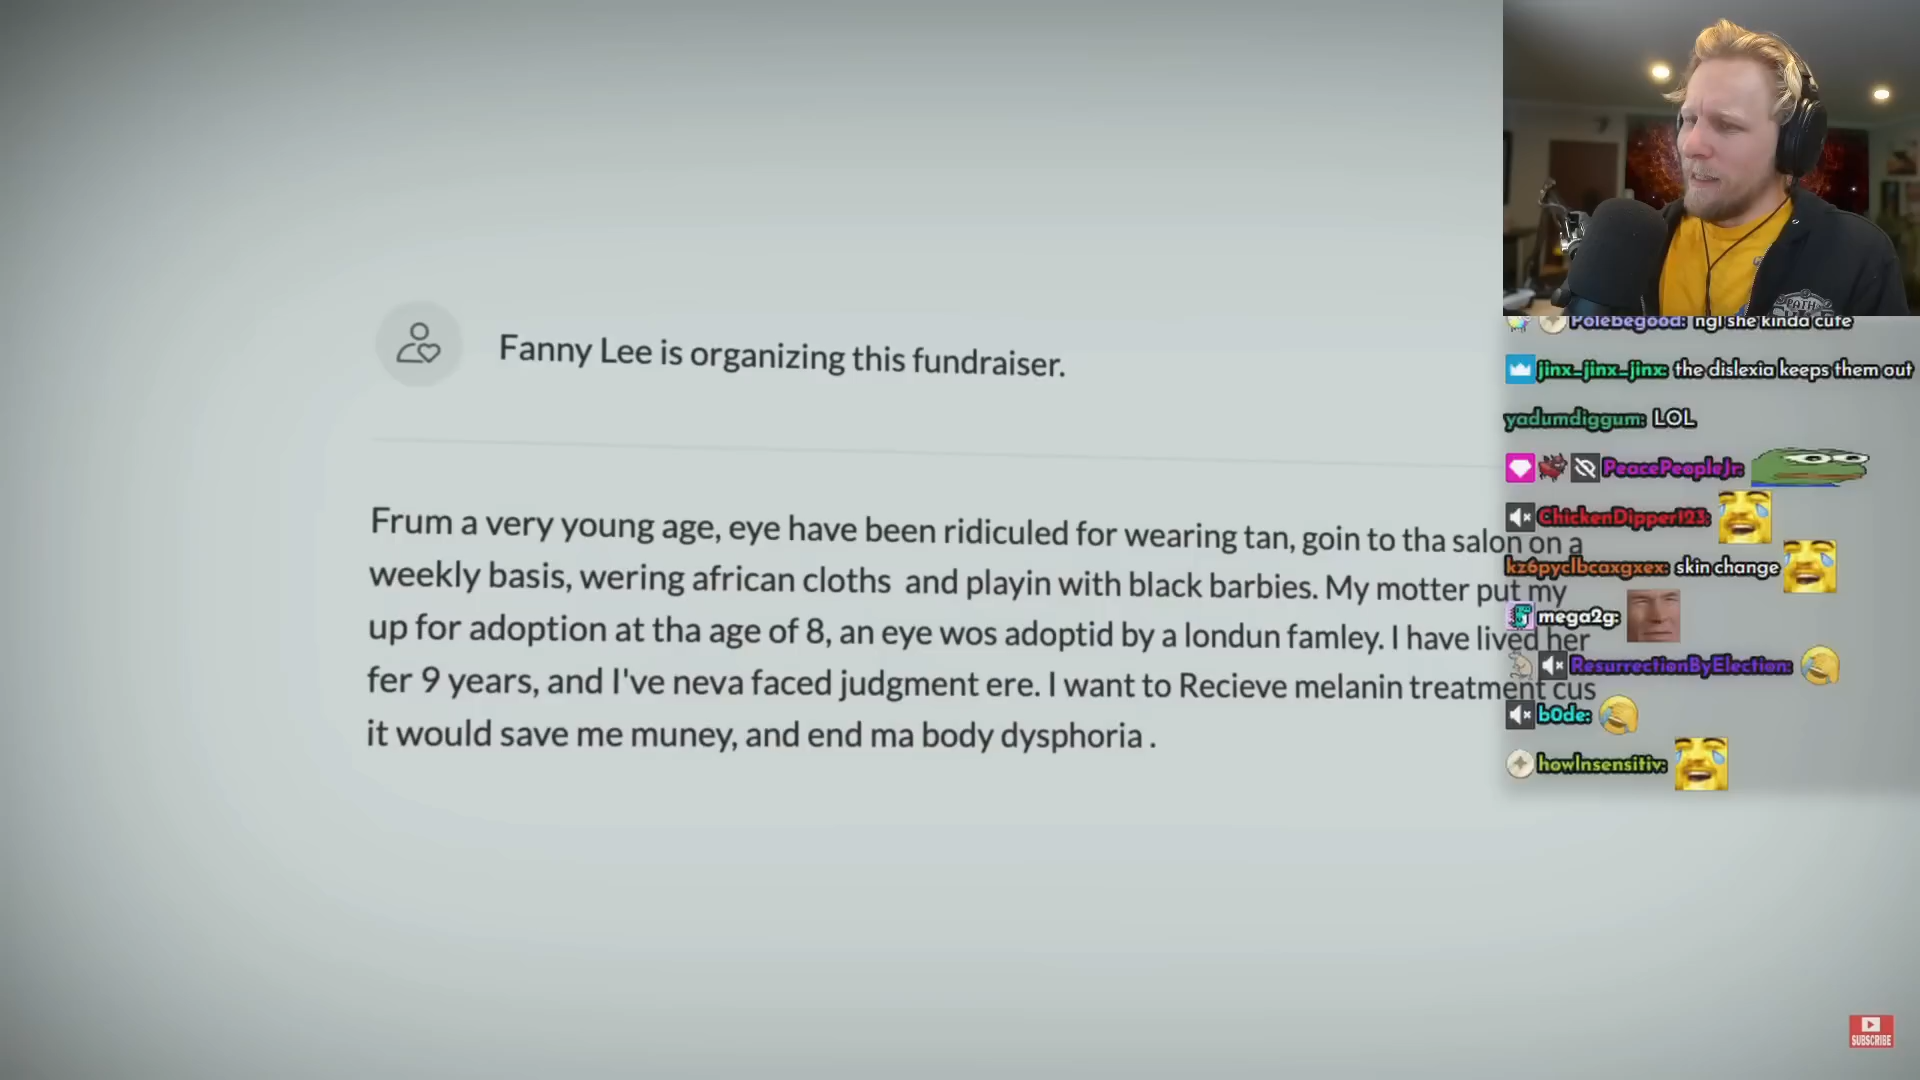 Fanny Lee is organizing this fundraiser.
Frum a very young age, eye have been ridiculed for wearing tan, goin to tha salon on a
weekly basis, wering african cloths and playin with black barbies. My motter put my
up for adoption at tha age of 8, an eye wos adoptid by a londun famley. I have lived her
fer 9 years, and I've neva faced judgment ere. I want to Recieve melanin treatment cus
it would save me muney, and end ma body dysphoria .
PATH
Polebegood: ngl she kinda cute
jinx_jinx_jinx: the dislexia keeps them out
yadumdiggum: LOL
PeacePeopleJr:
ChickenDipper123:
kz6pyclbcaxgxex: skin change
mega2g:
ResurrectionByElection:
b0de:
howInsensitiv:
SUBSCRIBE